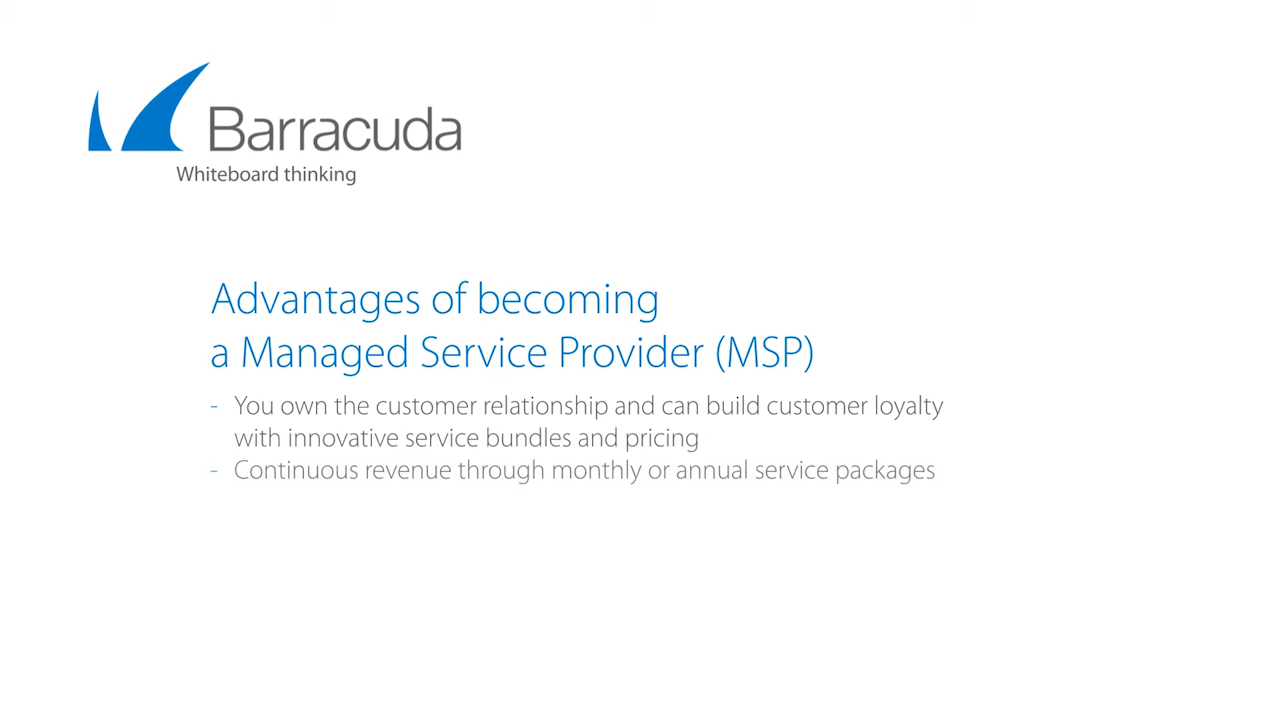 Barracuda
Whiteboard thinking
Advantages of becoming
a Managed Service Provider (MSP)
- You own the customer relationship and can build customer loyalty
with innovative service bundles and pricing
- Continuous revenue through monthly or annual service packages